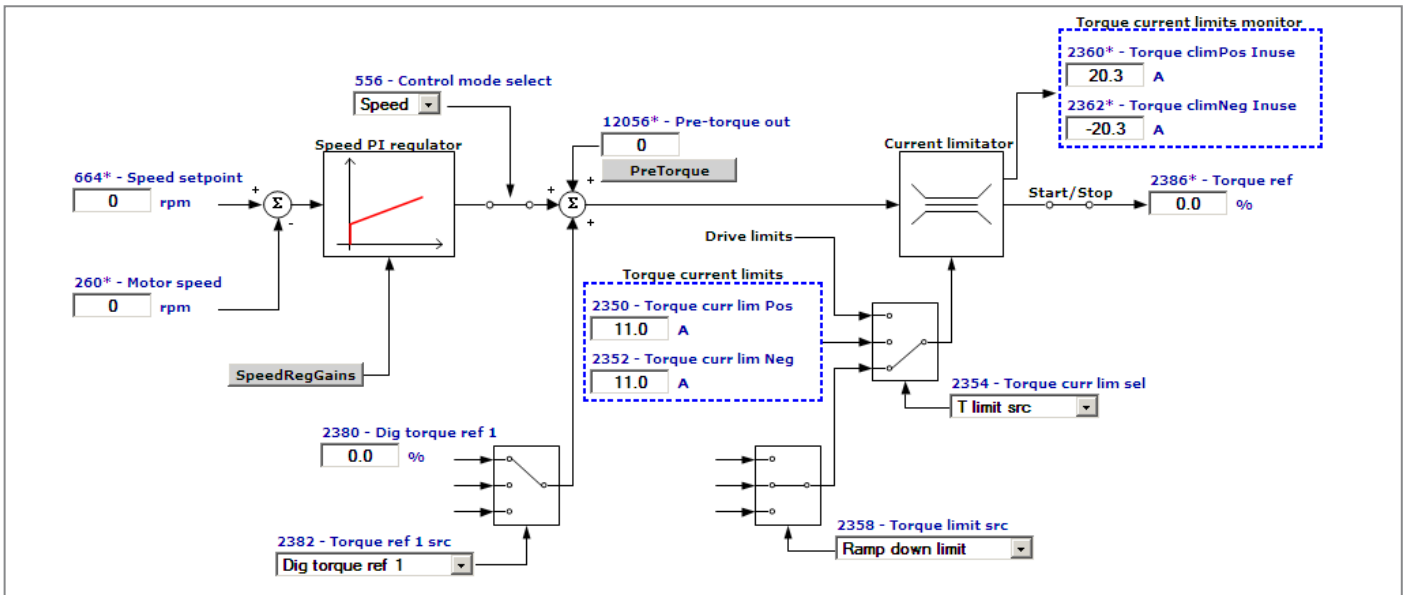 Torque current limits monitor
2360* - Torque climPos Inuse
20.3 A
2362* - Torque climNeg Inuse
-20.3 A
556 - Control mode select
Speed
12056* - Pre-torque out
0
PreTorque
Speed PI regulator
Current limitator
664* - Speed setpoint
0 rpm
+
Σ
-
+
+
Σ
+
Start/Stop
2386* - Torque ref
0.0 %
260* - Motor speed
0 rpm
Drive limits
Torque current limits
2350 - Torque curr lim Pos
11.0 A
2352 - Torque curr lim Neg
11.0 A
SpeedRegGains
2354 - Torque curr lim sel
T limit src
2380 - Dig torque ref 1
0.0 %
2382 - Torque ref 1 src
Dig torque ref 1
2358 - Torque limit src
Ramp down limit